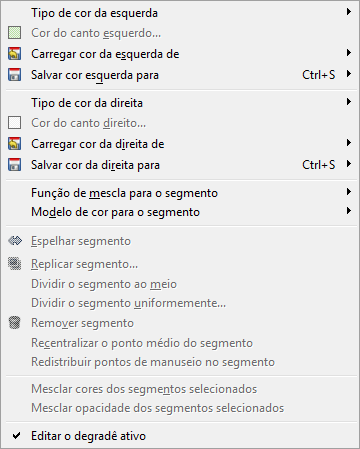 Tipo de cor da esquerda
Cor do canto esquerdo...
Carregar cor da esquerda de
Salvar cor esquerda para Ctrl+S
Tipo de cor da direita
Cor do canto direito...
Carregar cor da direita de
Salvar cor da direita para Ctrl+S
Função de mescla para o segmento
Modelo de cor para o segmento
Espelhar segmento
Replicar segmento...
Dividir o segmento ao meio
Dividir o segmento uniformemente...
Remover segmento
Recentralizar o ponto médio do segmento
Redistribuir pontos de manuseio no segmento
Mesclar cores dos segmentos selecionados
Mesclar opacidade dos segmentos selecionados
Editar o degradê ativo